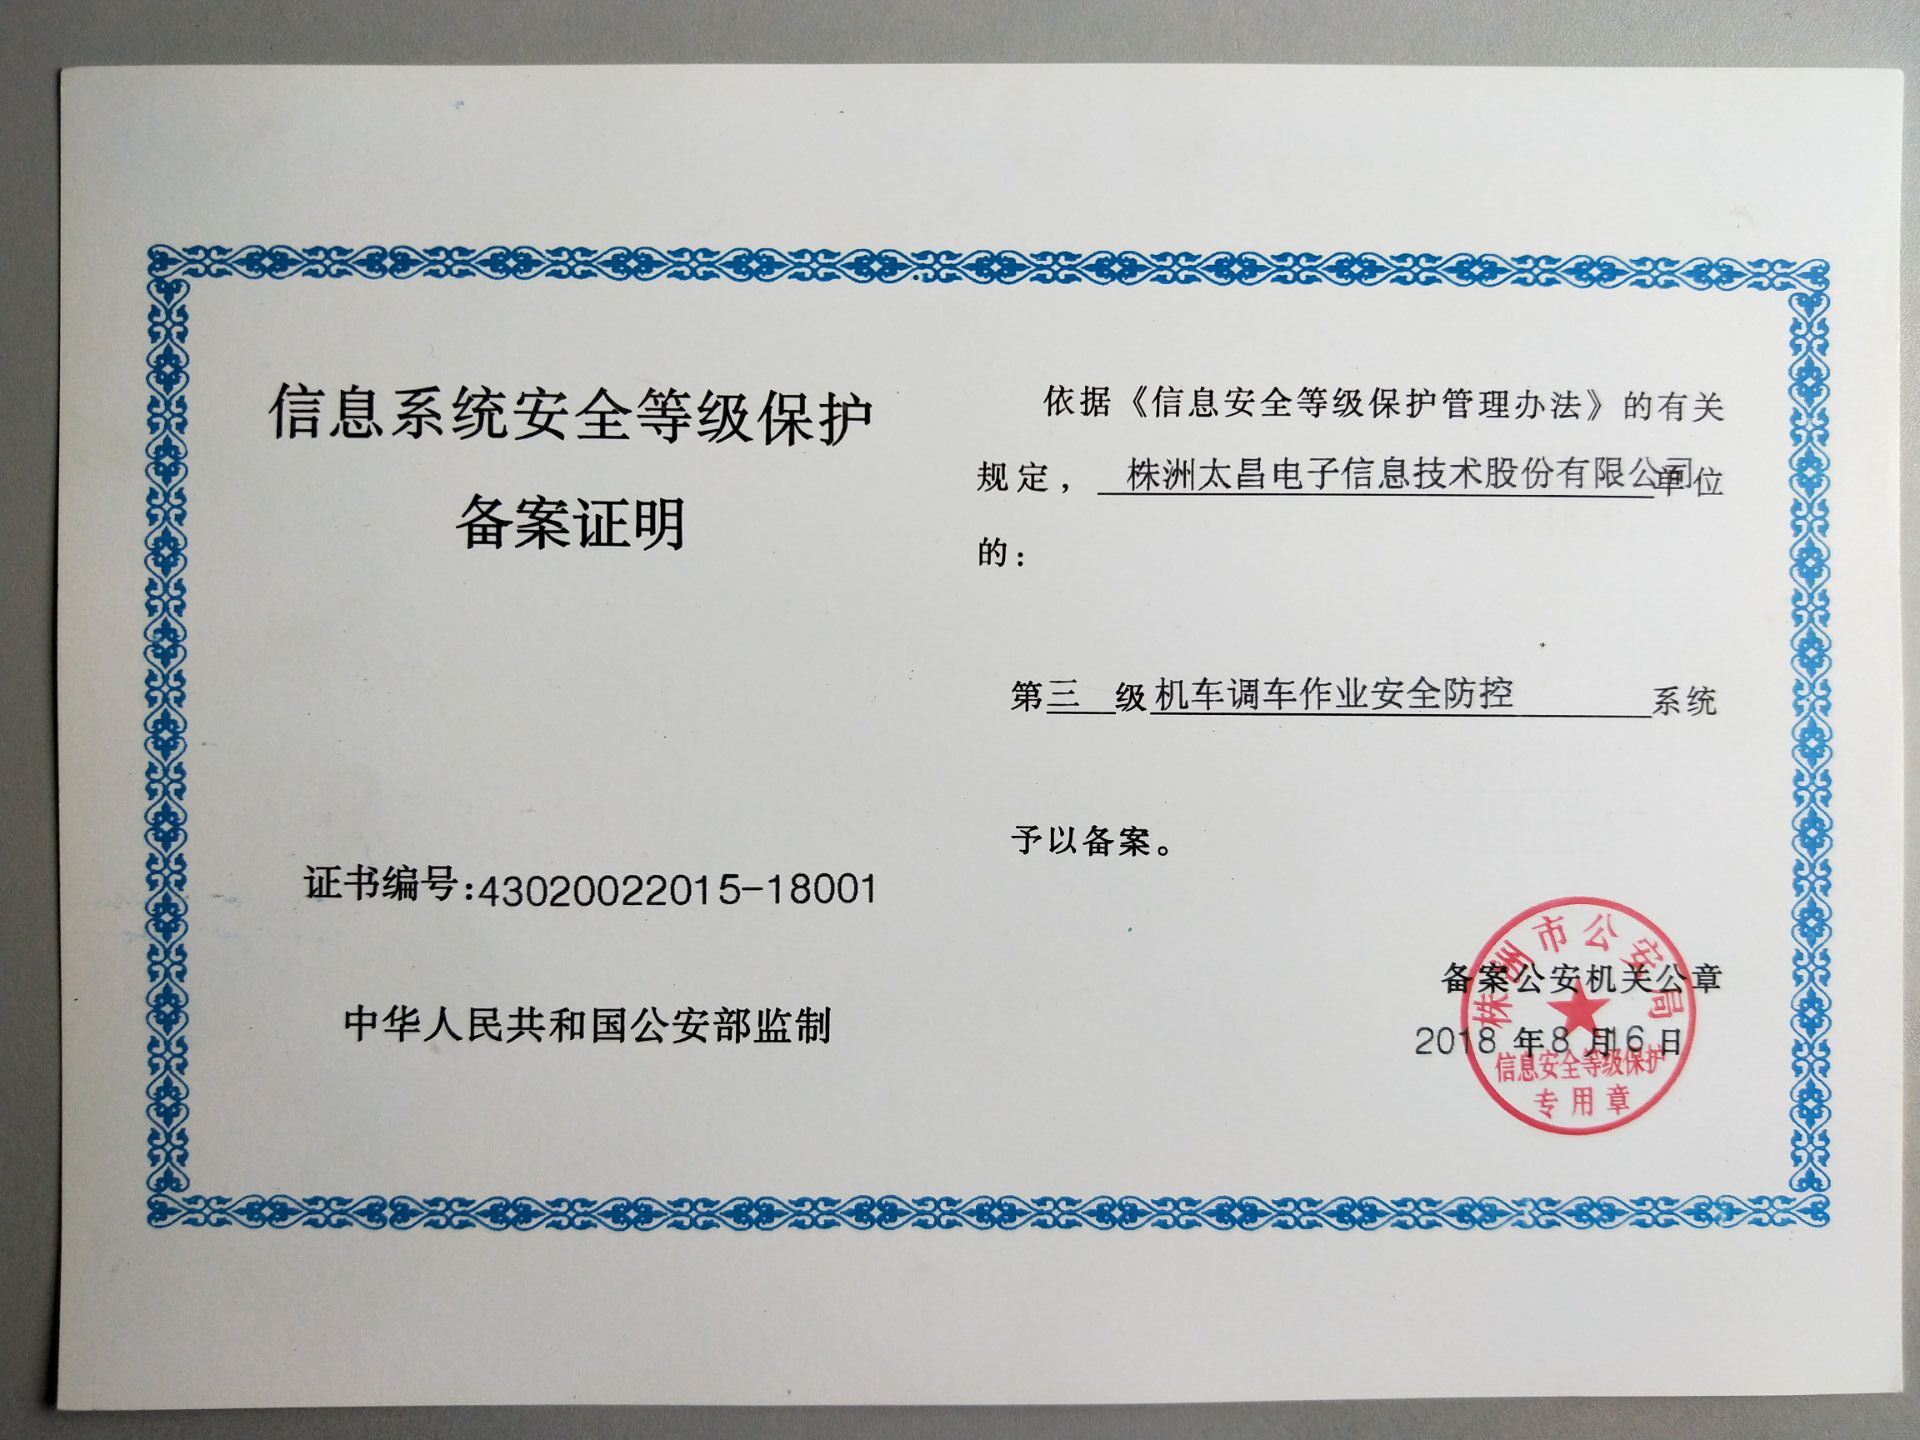 信息系统安全等级保护
备案证明
证书编号:43020022015-18001
中华人民共和国公安部监制
依据《信息安全等级保护管理办法》的有关
规定，株洲太昌电子信息技术股份有限公司单位
的：
第三级机车调车作业安全防控系统
予以备案。
备案公安机关公章
2018年8月16日
株洲市公安局
信息安全等级保护
专用章